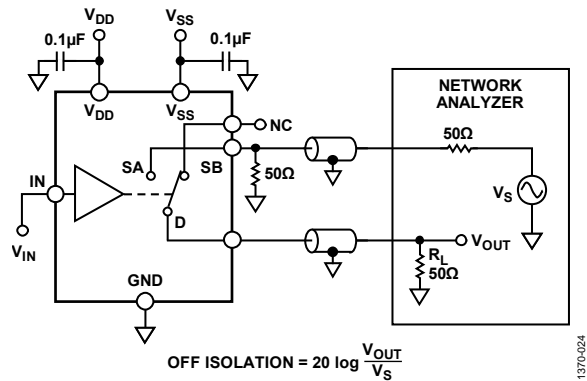 VDD
VSS
0.1µF
0.1µF
VDD
VSS
NC
SA
SB
IN
D
VIN
GND
50Ω
NETWORK
ANALYZER
50Ω
VS
VOUT
RL
50Ω
OFF ISOLATION = 20 log VOUT/VS
1370-024